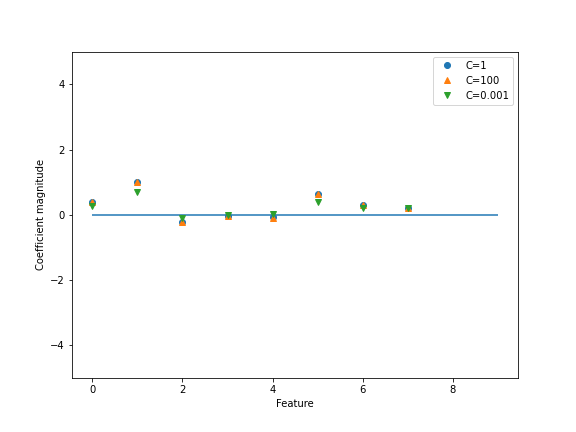 C=1
C=100
C=0.001
4
2
0
−2
−4
Coefficient magnitude
0 2 4 6 8
Feature